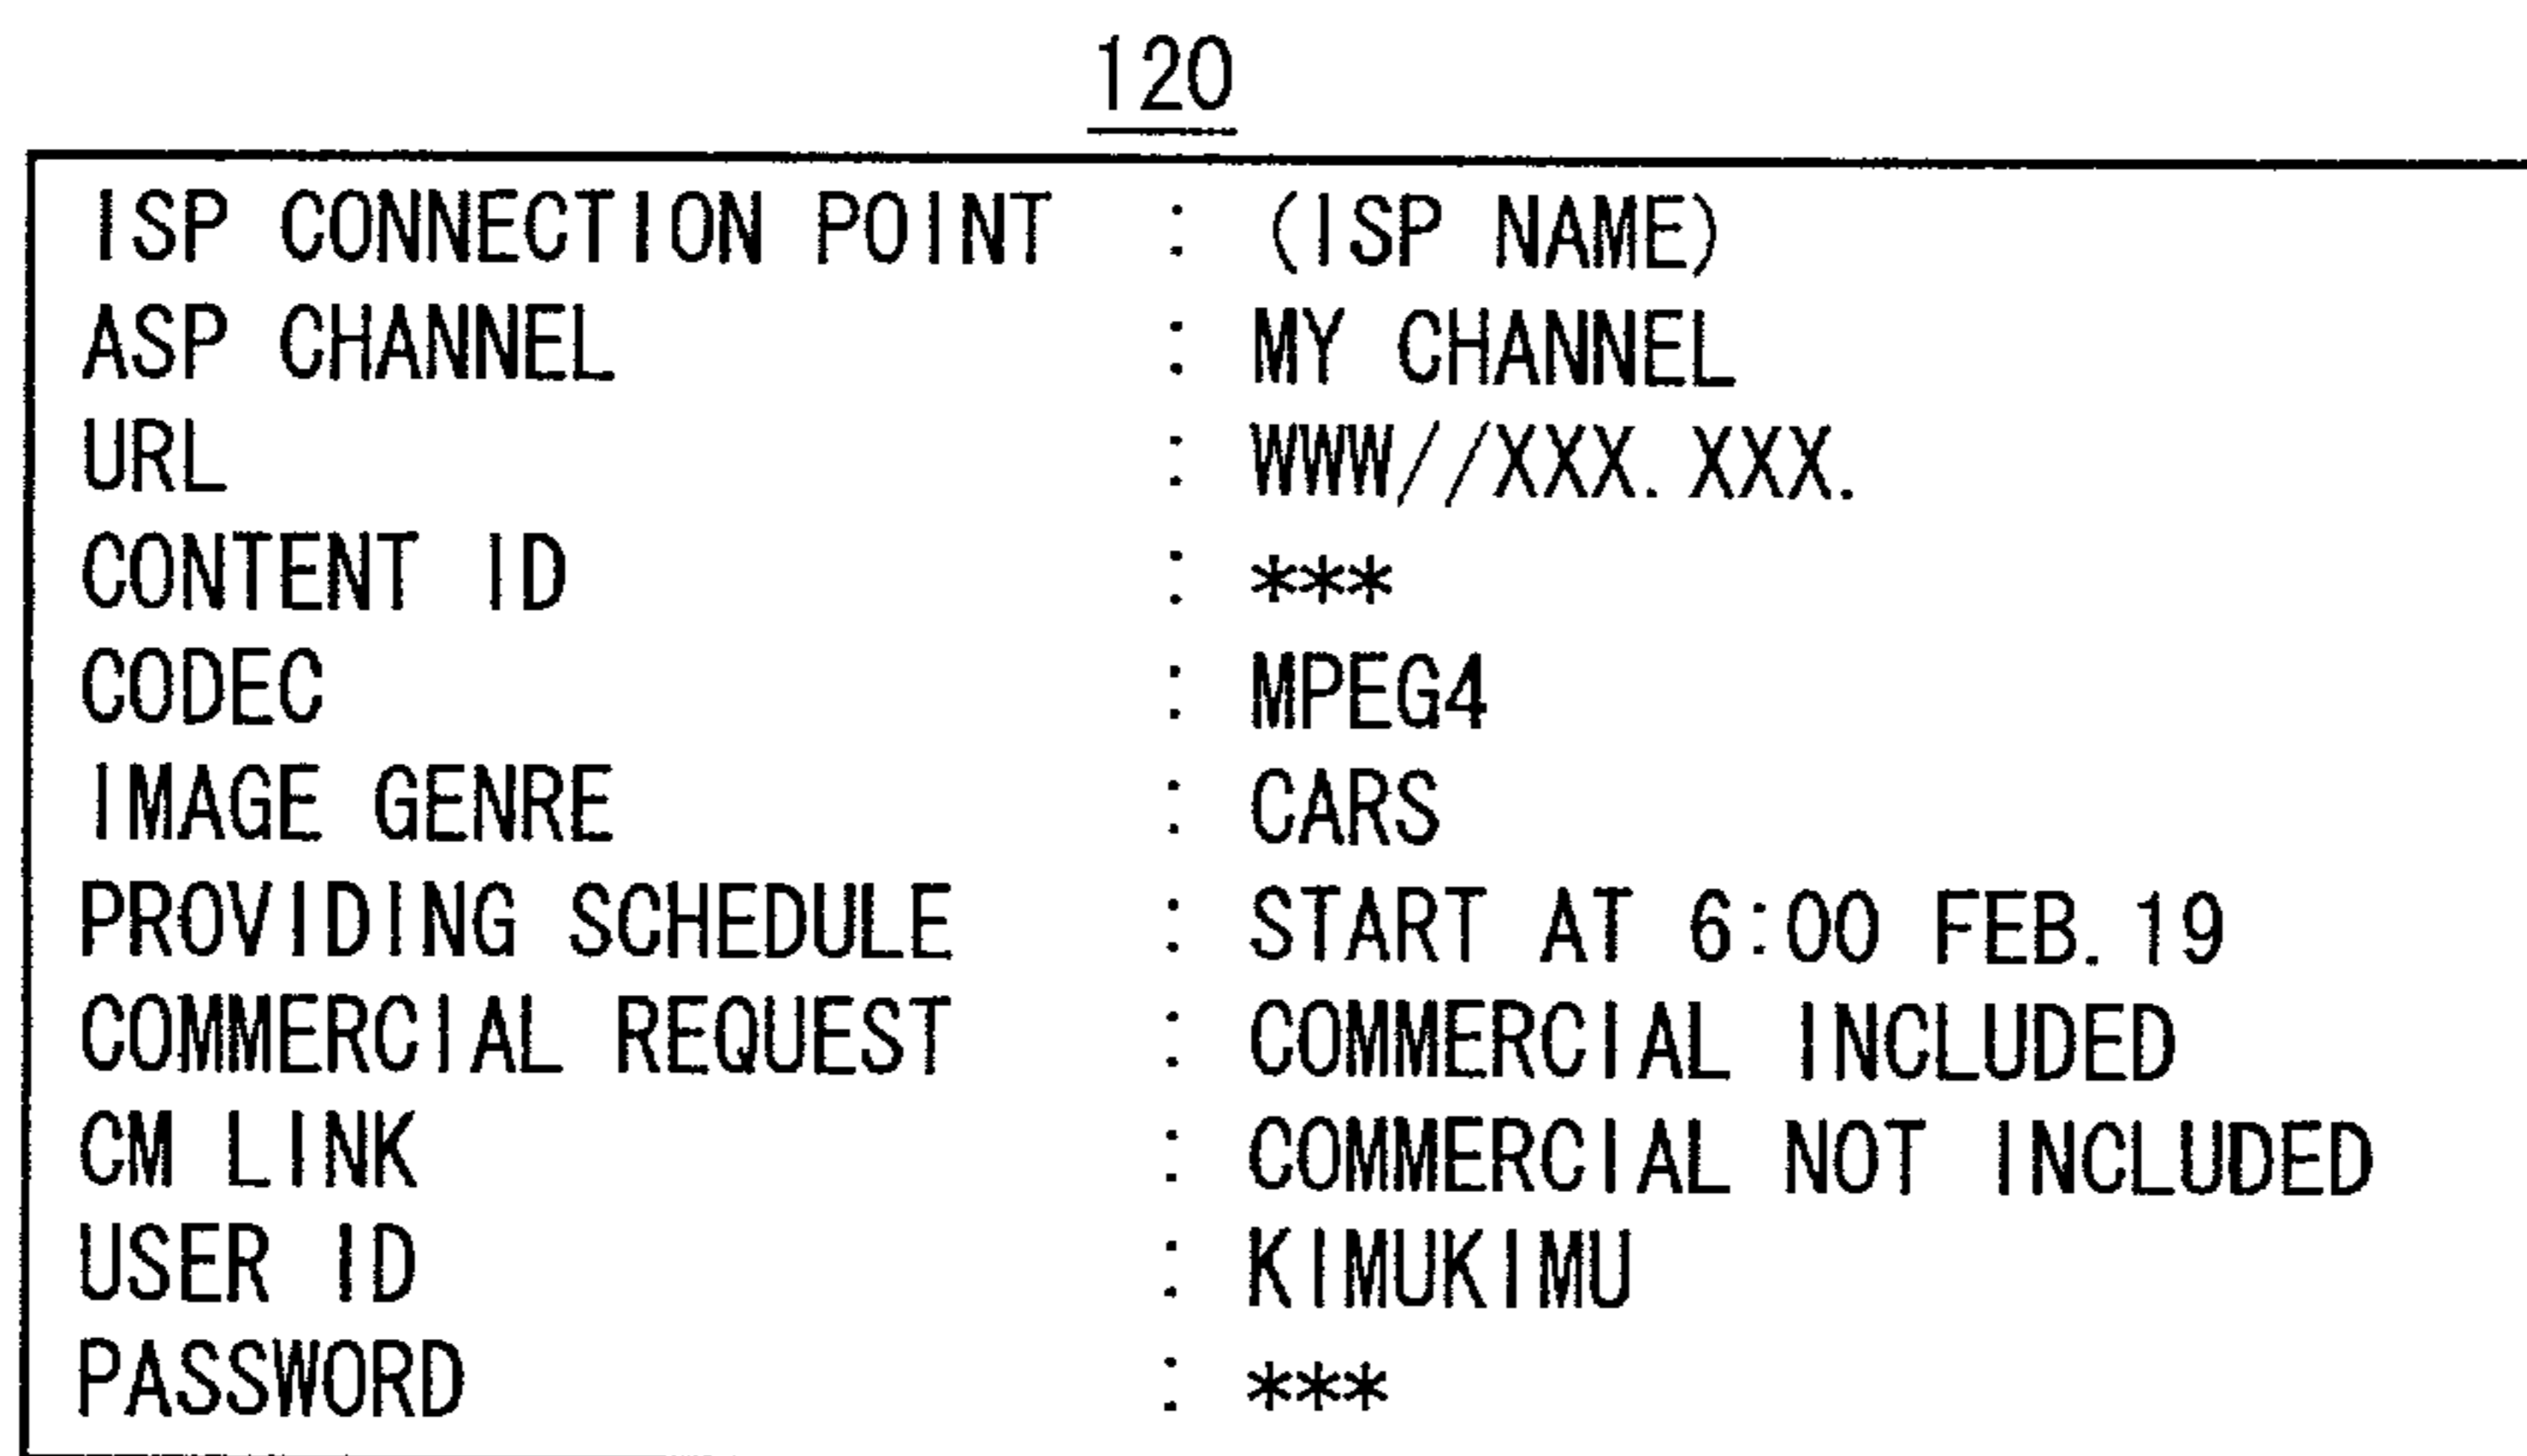 120
ISP CONNECTION POINT : (ISP NAME)
ASP CHANNEL : MY CHANNEL
URL : WWW//XXX.XXX.
CONTENT ID : ***
CODEC : MPEG4
IMAGE GENRE : CARS
PROVIDING SCHEDULE : START AT 6:00 FEB.19
COMMERCIAL REQUEST : COMMERCIAL INCLUDED
CM LINK : COMMERCIAL NOT INCLUDED
USER ID : KIMUKIMU
PASSWORD : ***